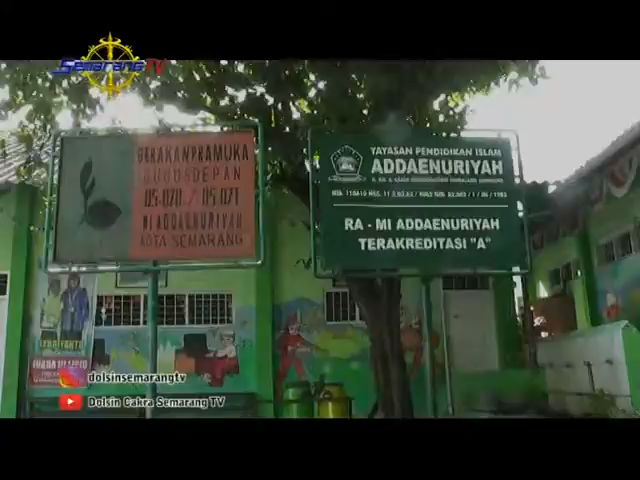 Semarang TV
GERAKAN PRAMUKA
GUGUSDEPAN
05.070 / 05.071
MI ADDAENURIYAH
KOTA SEMARANG
YAYASAN PENDIDIKAN ISLAM
ADDAENURIYAH
RA - MI ADDAENURIYAH
TERAKREDITASI "A"
dolsinsemarangtv
Dolsin Cakra Semarang TV